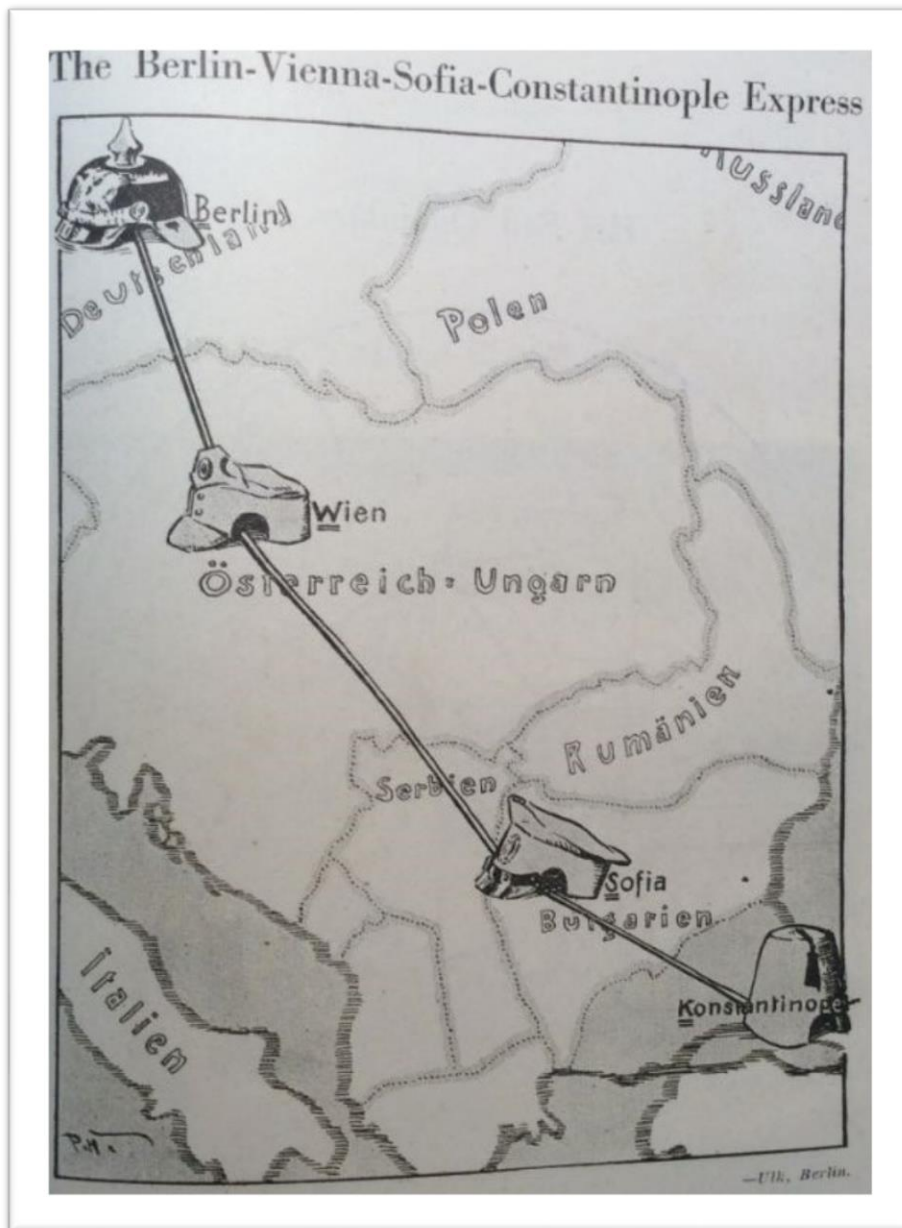 The Berlin-Vienna-Sofia-Constantinople Express
Russland
Berlin
Deutschland
Polen
Wien
Österreich-Ungarn
Rumänien
Serbien
Sofia
Bulgarien
Italien
Konstantinopel
P.H.
—Ulk, Berlin.